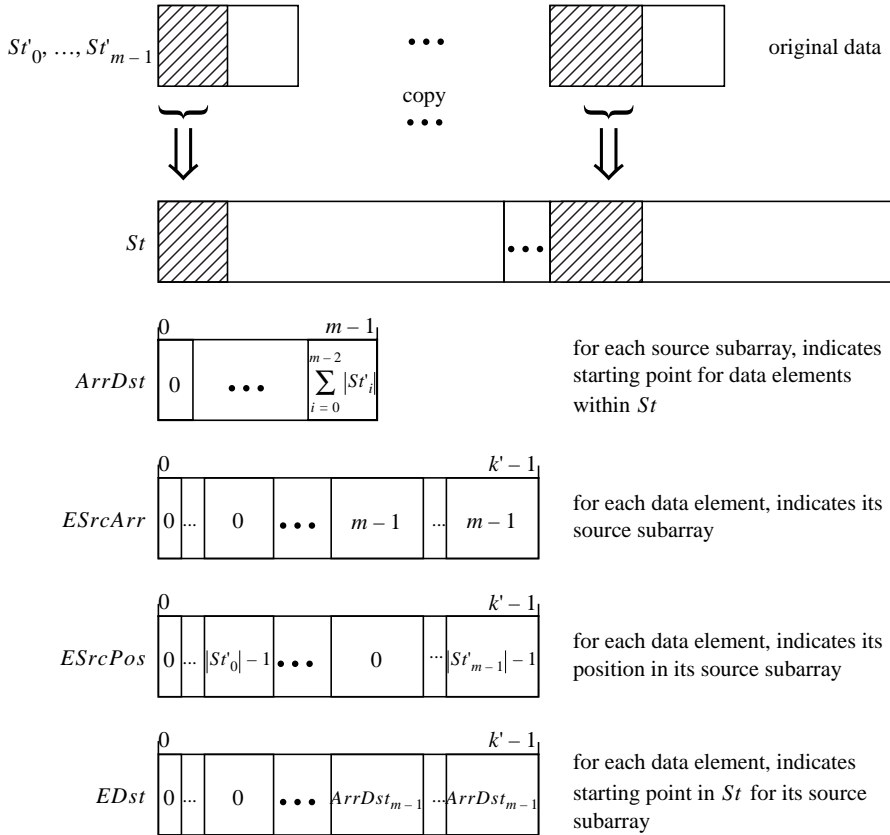 St'₀, …, St'ₘ₋₁ ••• original data
copy
•••
St •••
0 m – 1
ArrDst 0 ••• m – 2 ∑ i = 0 |St'ᵢ|
for each source subarray, indicates
starting point for data elements
within St
0 k' – 1
ESrcArr 0 ... 0 ••• m – 1 ... m – 1
for each data element, indicates its
source subarray
0 k' – 1
ESrcPos 0 ... |St'₀| – 1 ••• 0 ... |St'ₘ₋₁| – 1
for each data element, indicates its
position in its source subarray
0 k' – 1
EDst 0 ... 0 ••• ArrDstₘ₋₁ ... ArrDstₘ₋₁
for each data element, indicates
starting point in St for its source
subarray